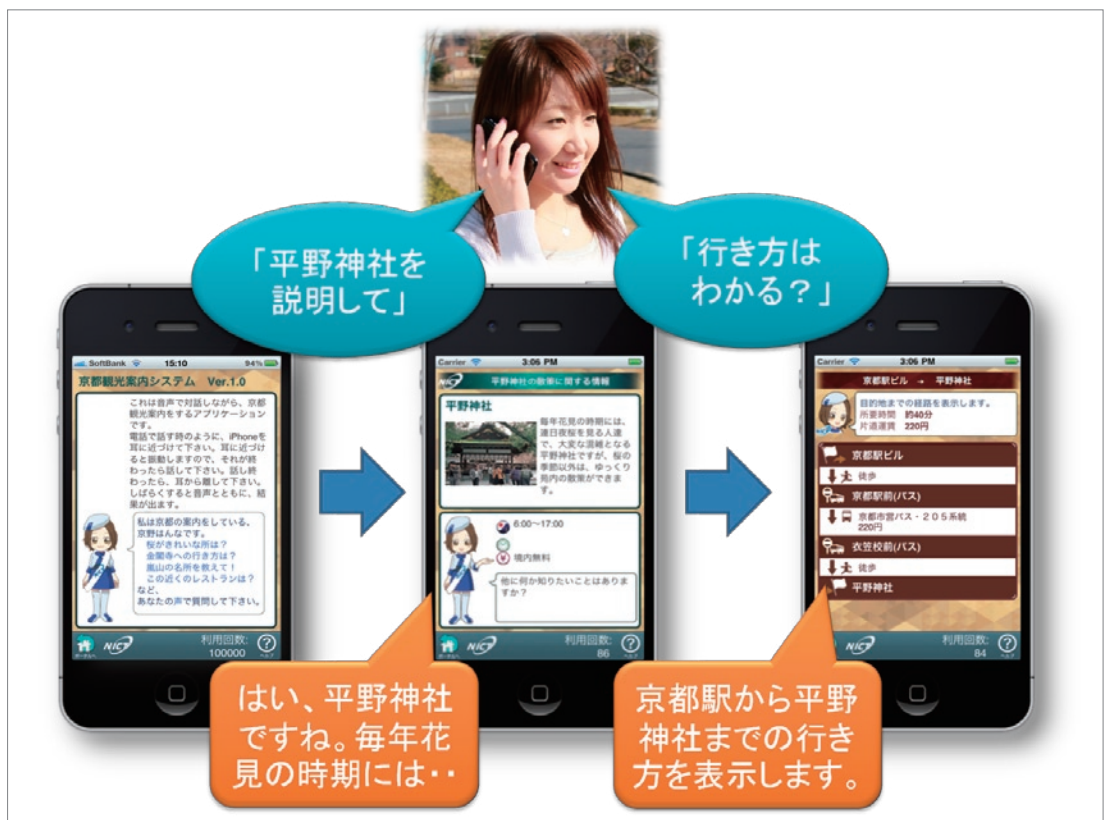 「平野神社を
説明して」
「行き方は
わかる？」
SoftBank 15:10 94%
京都観光案内システム Ver.1.0
これは音声で対話しながら、京都
観光案内をするアプリケーション
です。
電話で話す時のように、iPhoneを
耳に近づけて下さい。耳に近づけ
ると振動しますので、それが終
わったら話して下さい。話し終
わったら、耳から離して下さい。
しばらくすると音声とともに、結
果が出ます。
私は京都の案内をしている、
京野はんなです。
桜がきれいな所は？
金閣寺への行き方は？
嵐山の名所を教えて！
この近くのレストランは？
など、
あなたの声で質問して下さい。
NICT
利用回数:
100000
ヘルプ
Carrier 3:06 PM
NICT 平野神社の散策に関する情報
平野神社
毎年花見の時期には、
連日夜桜を見る人達
で、大変な混雑となる
平野神社ですが、桜の
季節以外は、ゆっくり
苑内の散策ができま
す。
6:00〜17:00
境内無料
他に何か知りたいことはありま
すか？
NICT
利用回数:
86
ヘルプ
Carrier 3:06 PM
京都駅ビル → 平野神社
目的地までの経路を表示します。
所要時間 約40分
片道運賃 220円
京都駅ビル
徒歩
京都駅前(バス)
京都市営バス・２０５系統
220円
衣笠校前(バス)
徒歩
平野神社
NICT
利用回数:
84
ヘルプ
はい、平野神社
ですね。毎年花
見の時期には・・
京都駅から平野
神社までの行き
方を表示します。